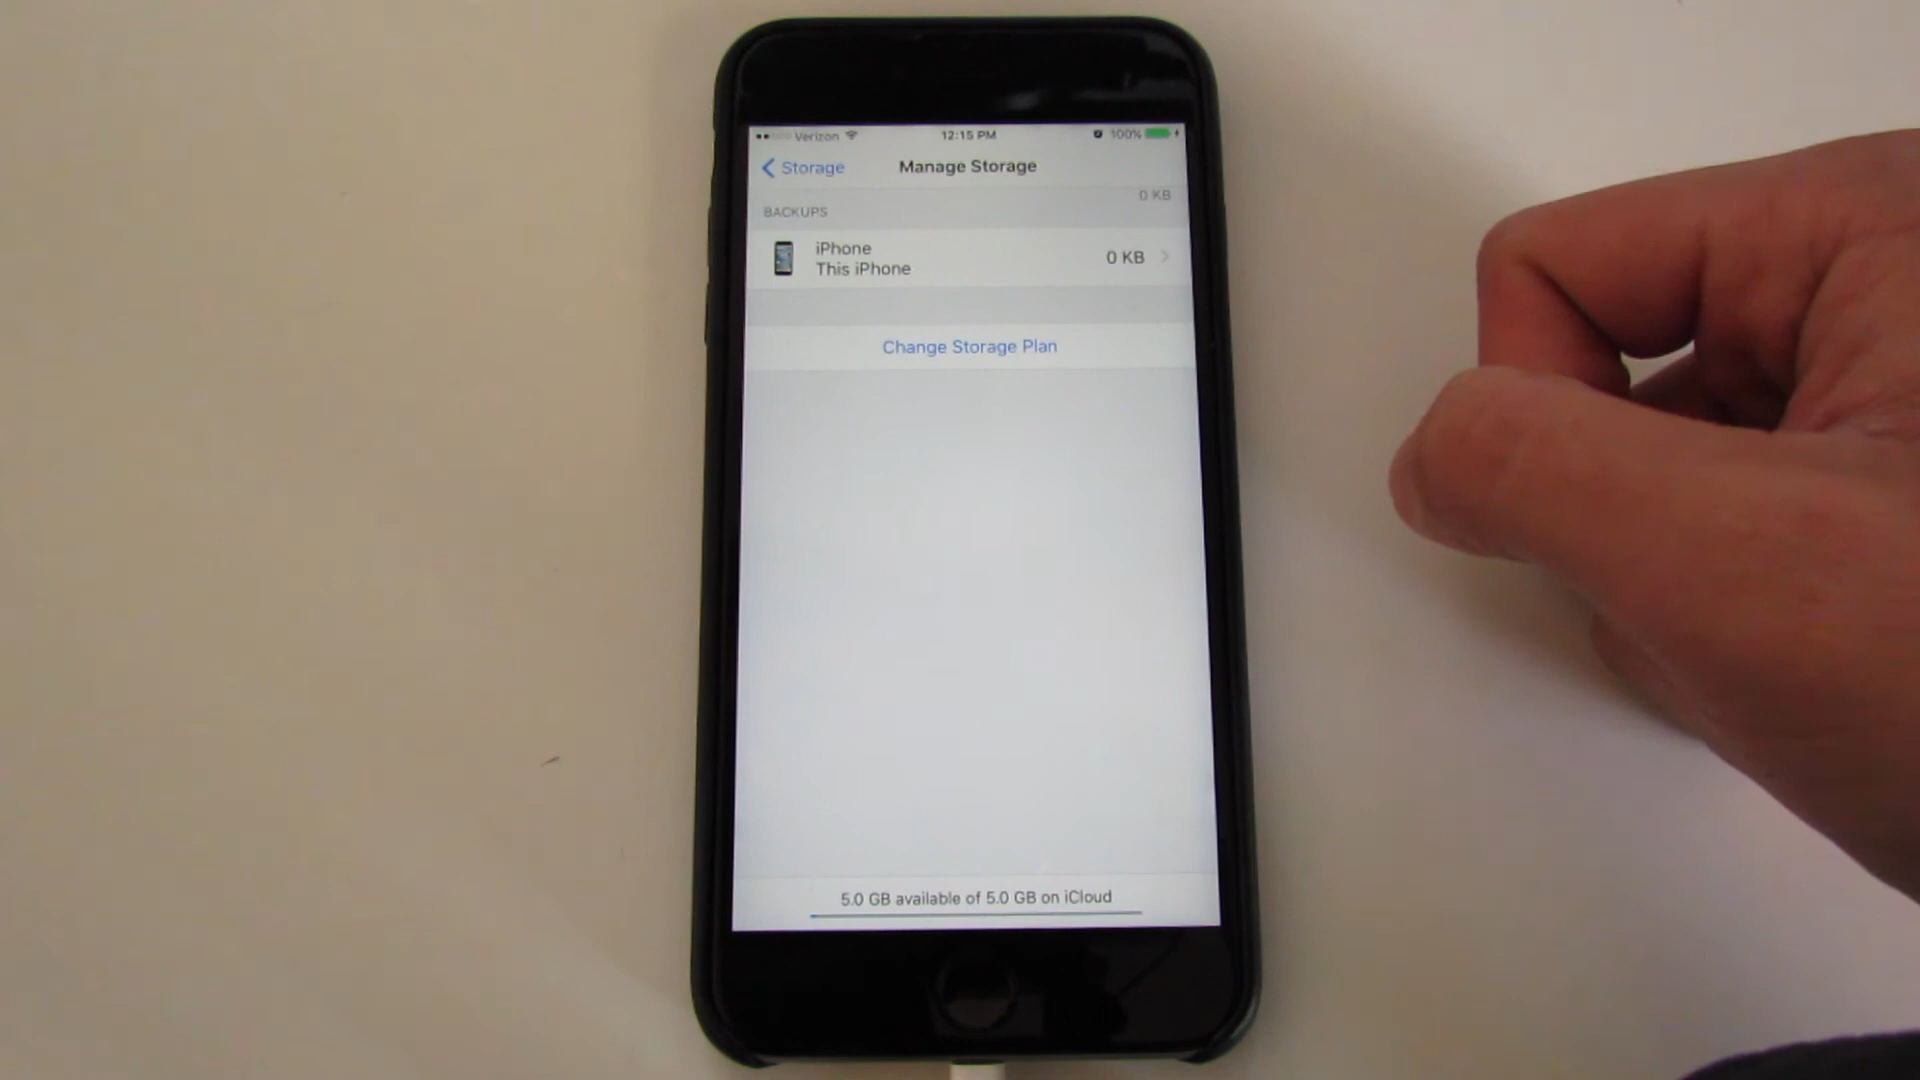 Verizon 12:15 PM 100%
Storage Manage Storage
0 KB
BACKUPS
iPhone
This iPhone 0 KB
Change Storage Plan
5.0 GB available of 5.0 GB on iCloud